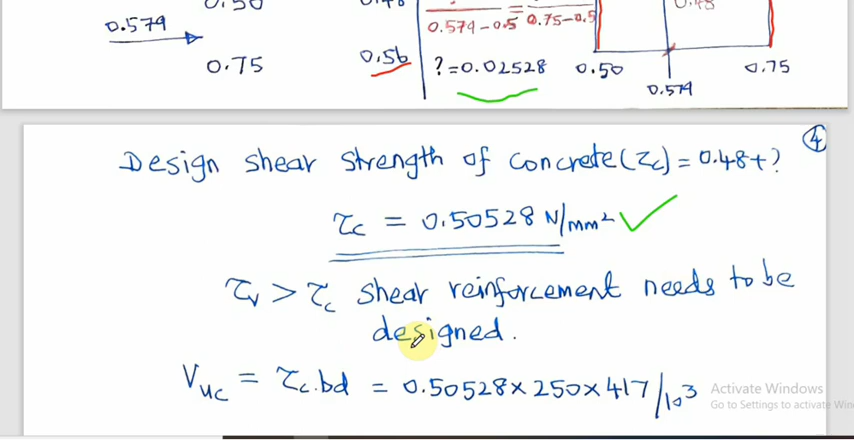 0.50
0.48
0.579
0.579-0.5 = 0.75-0.5
0.48
0.75
0.56
?=0.02528
0.50
0.579
0.75
4
Design shear strength of concrete(τc) = 0.48+?
τc = 0.50528 N/mm²
τv > τc shear reinforcement needs to be
designed.
Vuc = τc.bd = 0.50528×250×417/10³
Activate Windows
Go to Settings to activate Win